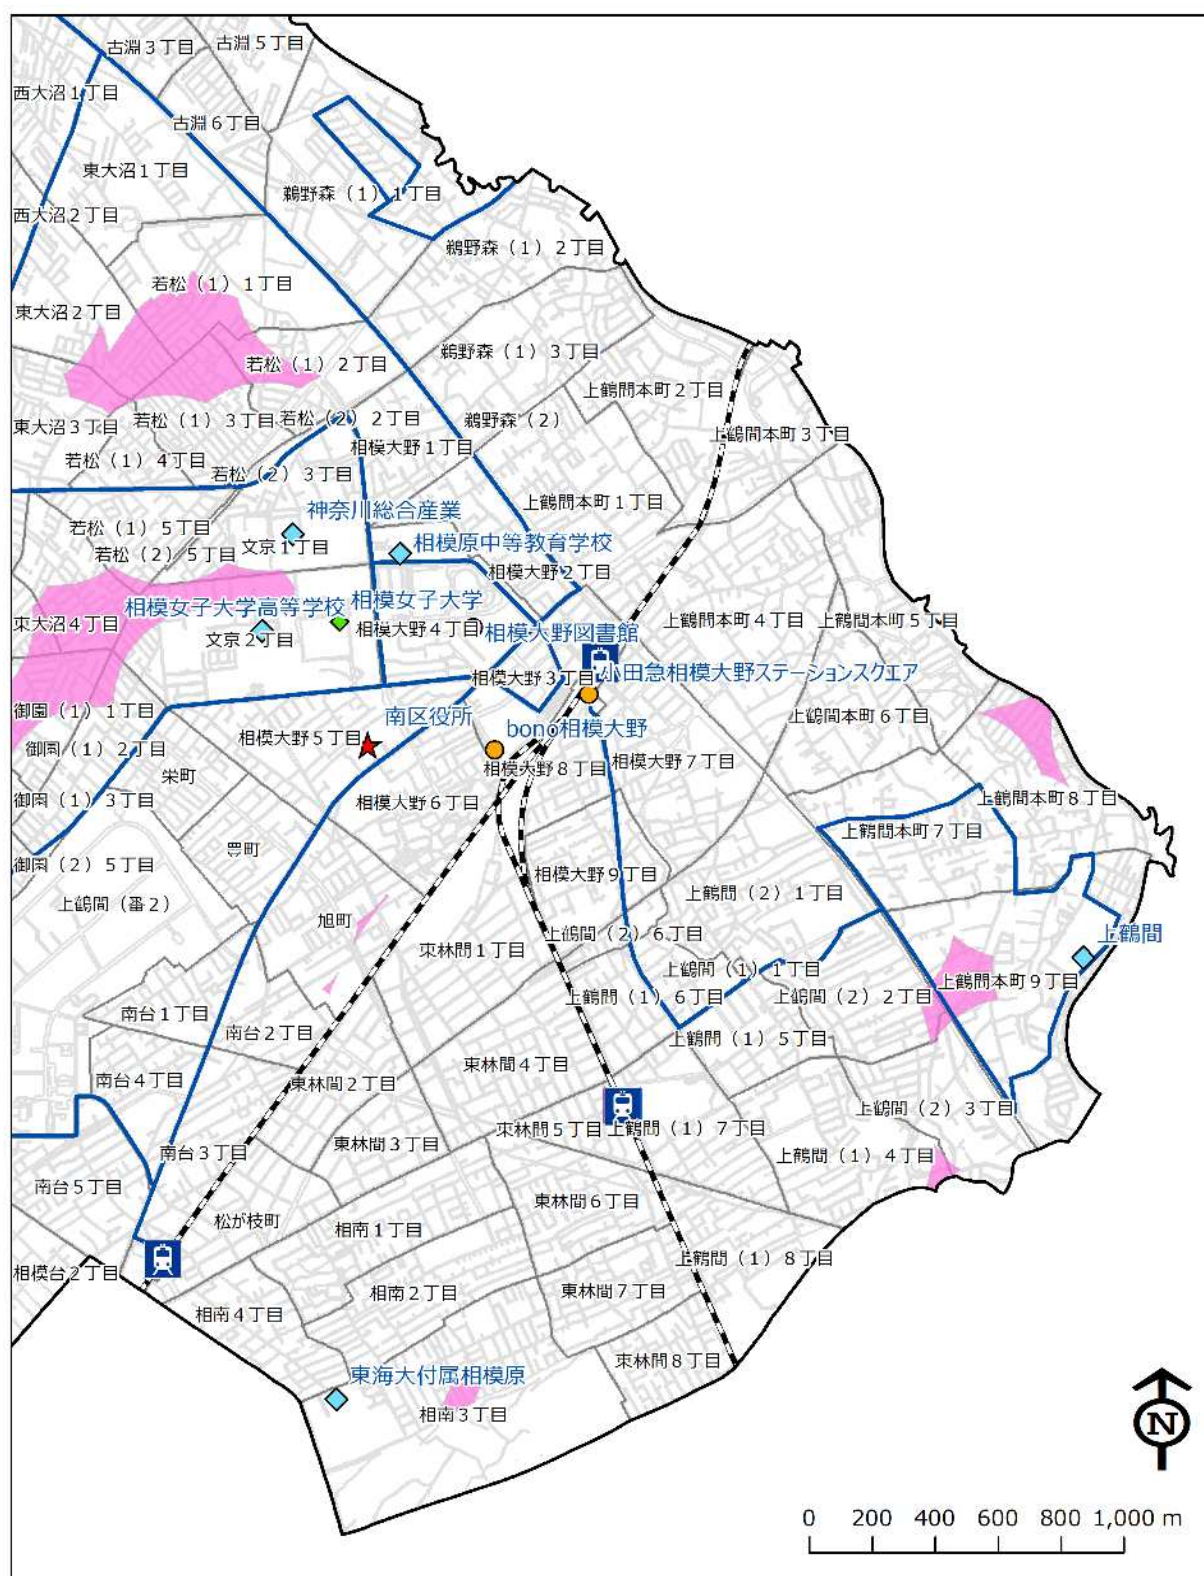 古淵３丁目
古淵５丁目
西大沼１丁目
古淵６丁目
東大沼１丁目
鵜野森（１）１丁目
西大沼２丁目
鵜野森（１）２丁目
若松（１）１丁目
東大沼２丁目
鵜野森（１）３丁目
若松（１）２丁目
上鶴間本町２丁目
若松（１）３丁目
若松（２）２丁目
鵜野森（２）
東大沼３丁目
上鶴間本町３丁目
相模大野１丁目
若松（１）４丁目
若松（２）３丁目
上鶴間本町１丁目
神奈川総合産業
若松（１）５丁目
文京１丁目
相模原中等教育学校
若松（２）５丁目
相模大野２丁目
相模女子大学高等学校
相模女子大学
東大沼４丁目
上鶴間本町４丁目
上鶴間本町５丁目
相模大野４丁目
相模大野図書館
文京２丁目
相模大野３丁目
小田急相模大野ステーションスクエア
御園（１）１丁目
南区役所
上鶴間本町６丁目
bono相模大野
相模大野５丁目
御園（１）２丁目
相模大野７丁目
相模大野８丁目
栄町
御園（１）３丁目
相模大野６丁目
上鶴間本町８丁目
上鶴間本町７丁目
豊町
御園（２）５丁目
相模大野９丁目
上鶴間（２）１丁目
上鶴間（番２）
旭町
上鶴間
上鶴間（２）６丁目
東林間１丁目
上鶴間（１）１丁目
上鶴間本町９丁目
上鶴間（１）６丁目
上鶴間（２）２丁目
南台１丁目
南台２丁目
上鶴間（１）５丁目
東林間４丁目
南台４丁目
東林間２丁目
上鶴間（２）３丁目
東林間５丁目
上鶴間（１）７丁目
東林間３丁目
南台３丁目
上鶴間（１）４丁目
南台５丁目
東林間６丁目
松が枝町
相南１丁目
上鶴間（１）８丁目
相模台２丁目
相南２丁目
東林間７丁目
相南４丁目
東林間８丁目
東海大付属相模原
相南３丁目
N
0 200 400 600 800 1,000 m